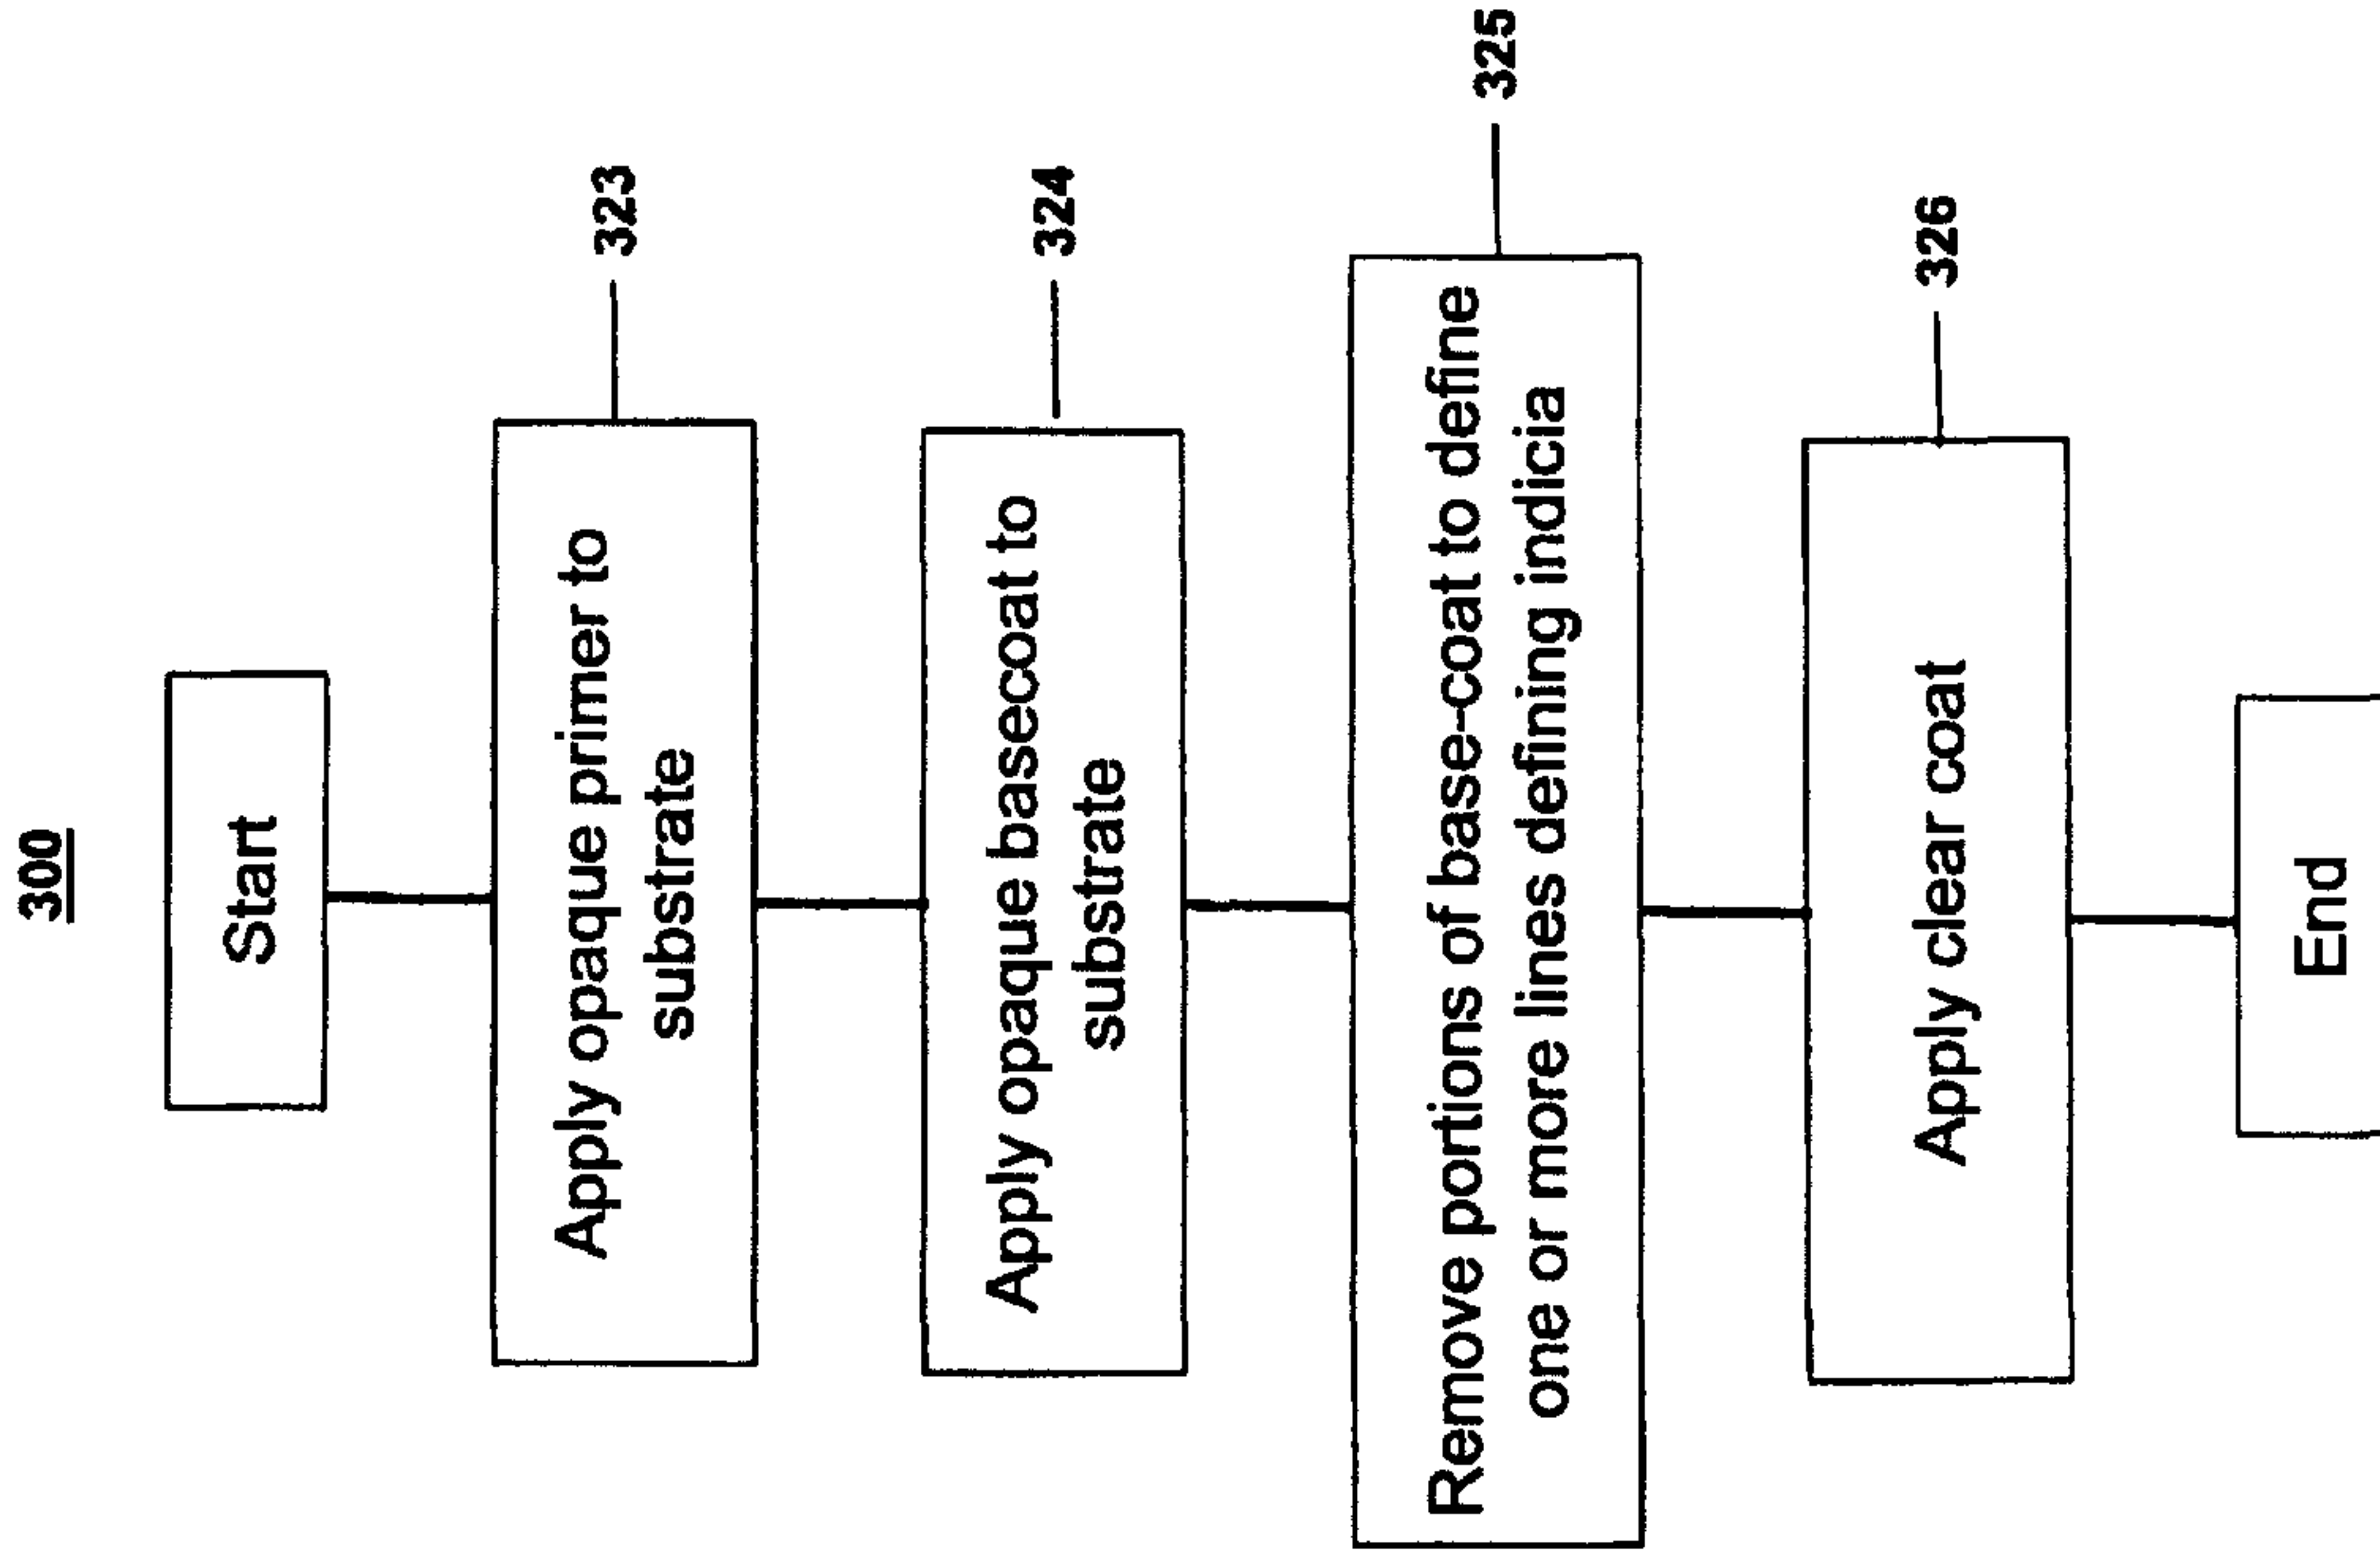 300
Start
Apply opaque primer to
substrate
323
Apply opaque basecoat to
substrate
324
Remove portions of base-coat to define
one or more lines defining indicia
325
Apply clear coat
326
End